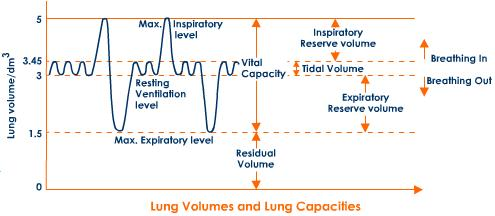 5
3.45
3
1.5
0
Lung volume/dm³
Max. Inspiratory
level
Resting
Ventilation
level
Max. Expiratory level
Vital
Capacity
Residual
Volume
Inspiratory
Reserve volume
Tidal Volume
Expiratory
Reserve volume
Breathing In
Breathing Out
Lung Volumes and Lung Capacities